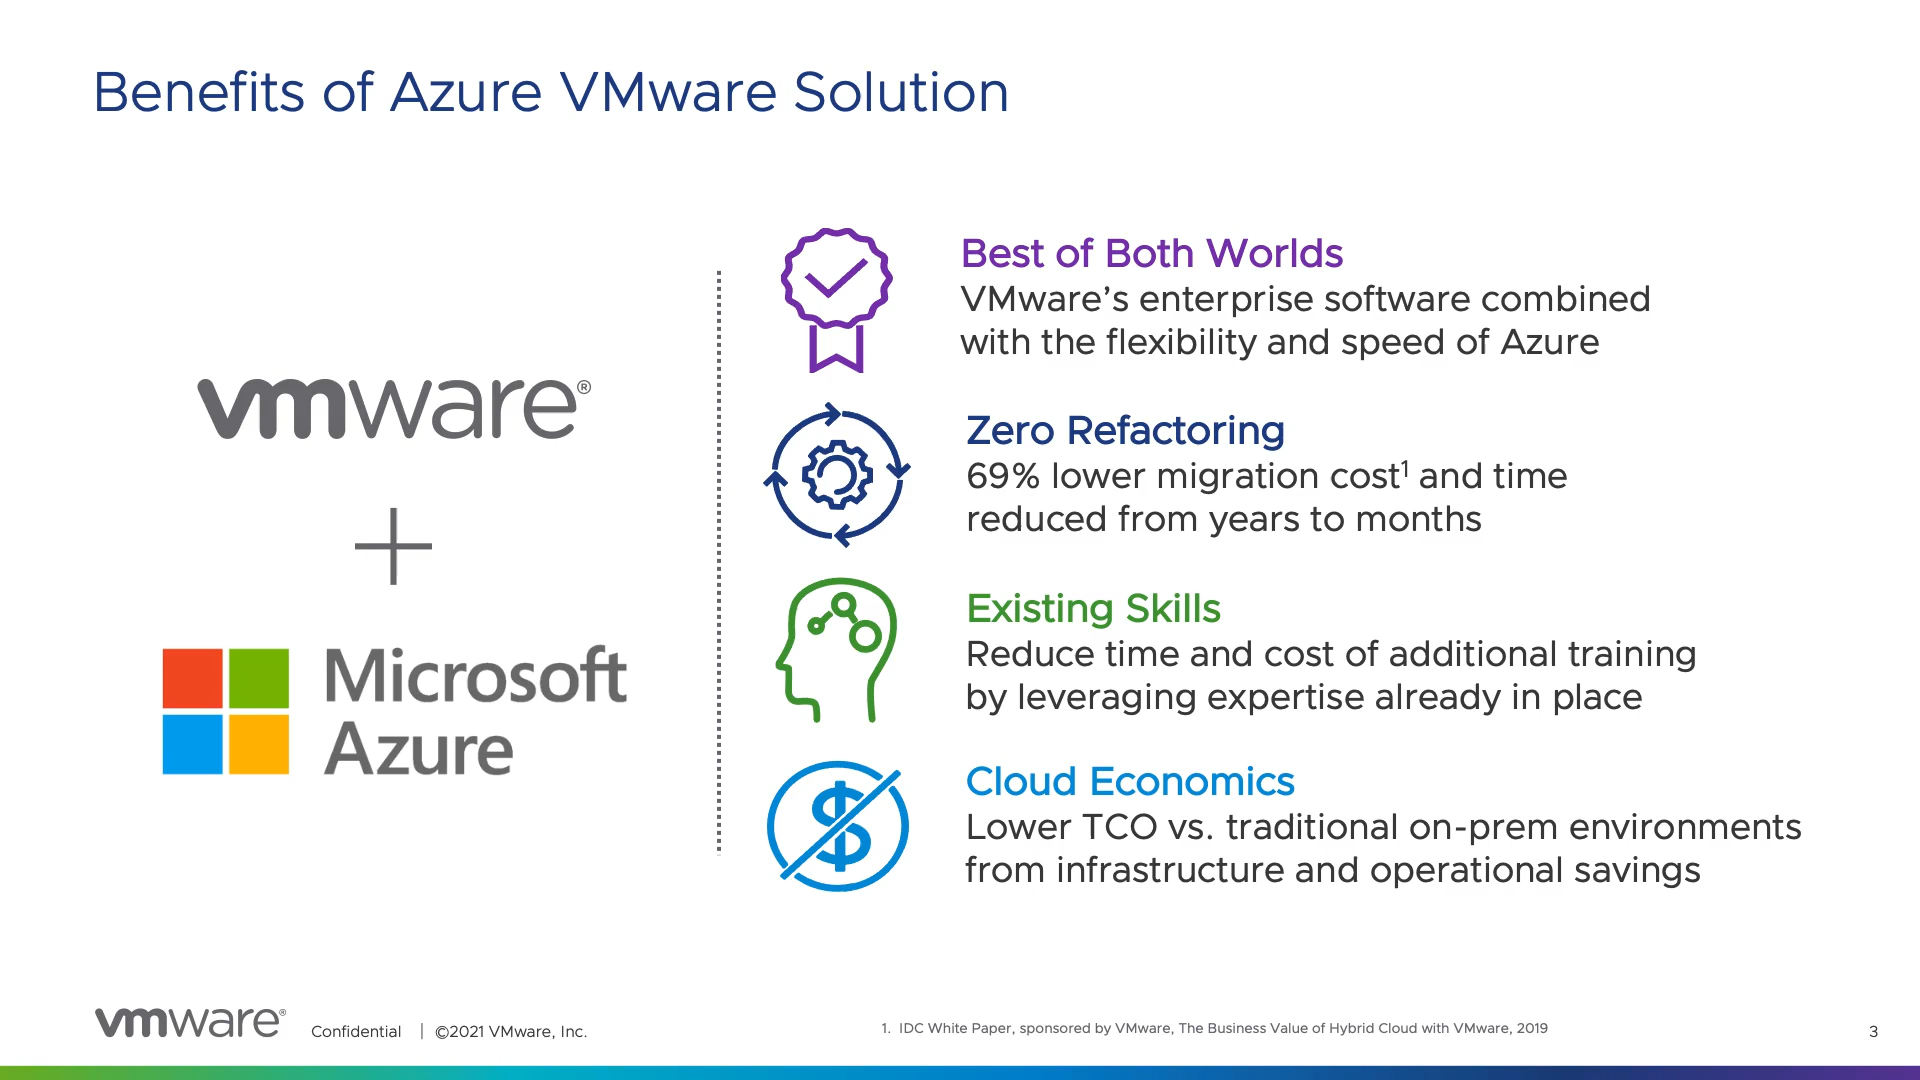 Benefits of Azure VMware Solution
vmware®
+
Microsoft
Azure
Best of Both Worlds
VMware’s enterprise software combined
with the flexibility and speed of Azure
Zero Refactoring
69% lower migration cost¹ and time
reduced from years to months
Existing Skills
Reduce time and cost of additional training
by leveraging expertise already in place
$
Cloud Economics
Lower TCO vs. traditional on-prem environments
from infrastructure and operational savings
vmware®
Confidential | ©2021 VMware, Inc.
1. IDC White Paper, sponsored by VMware, The Business Value of Hybrid Cloud with VMware, 2019
3